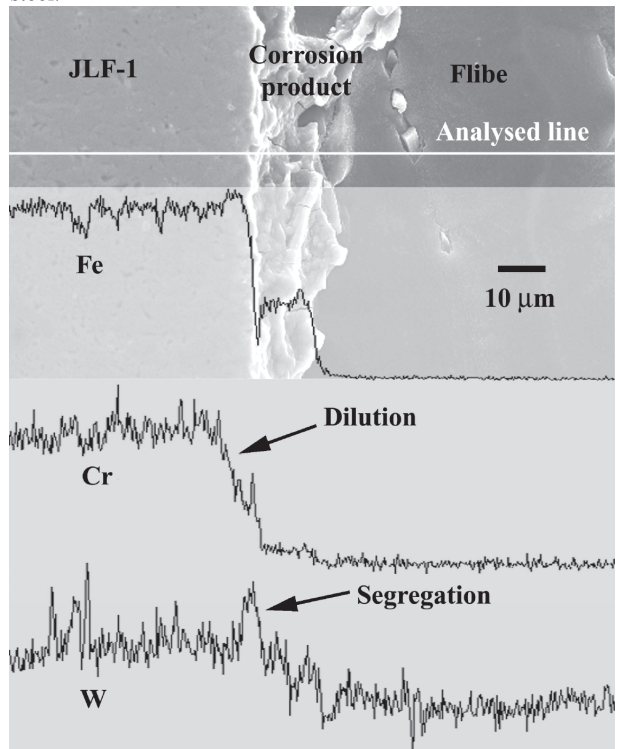 JLF-1
Corrosion
product
Flibe
Analysed line
Fe
10 μm
Dilution
Cr
Segregation
W